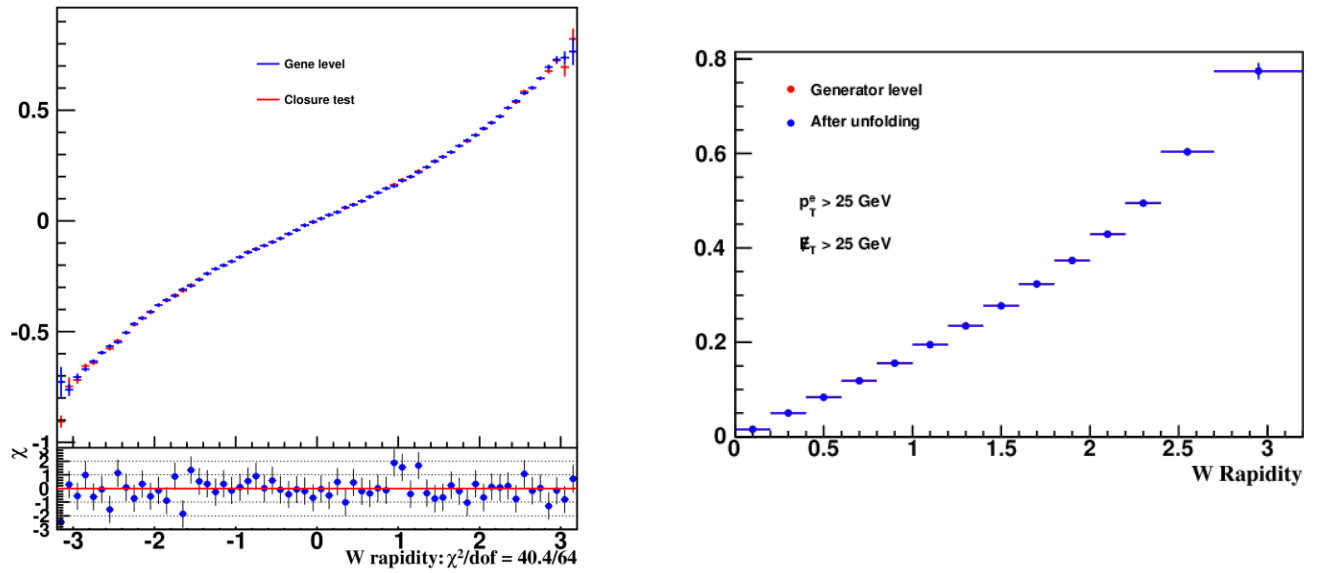 Gene level
Closure test
0.5
0
-0.5
-1
χ
3
2
1
0
-1
-2
-3
-3 -2 -1 0 1 2 3
W rapidity: χ²/dof = 40.4/64
0.8
0.6
0.4
0.2
0
Generator level
After unfolding
p_T^e > 25 GeV
E̸_T > 25 GeV
0 0.5 1 1.5 2 2.5 3
W Rapidity